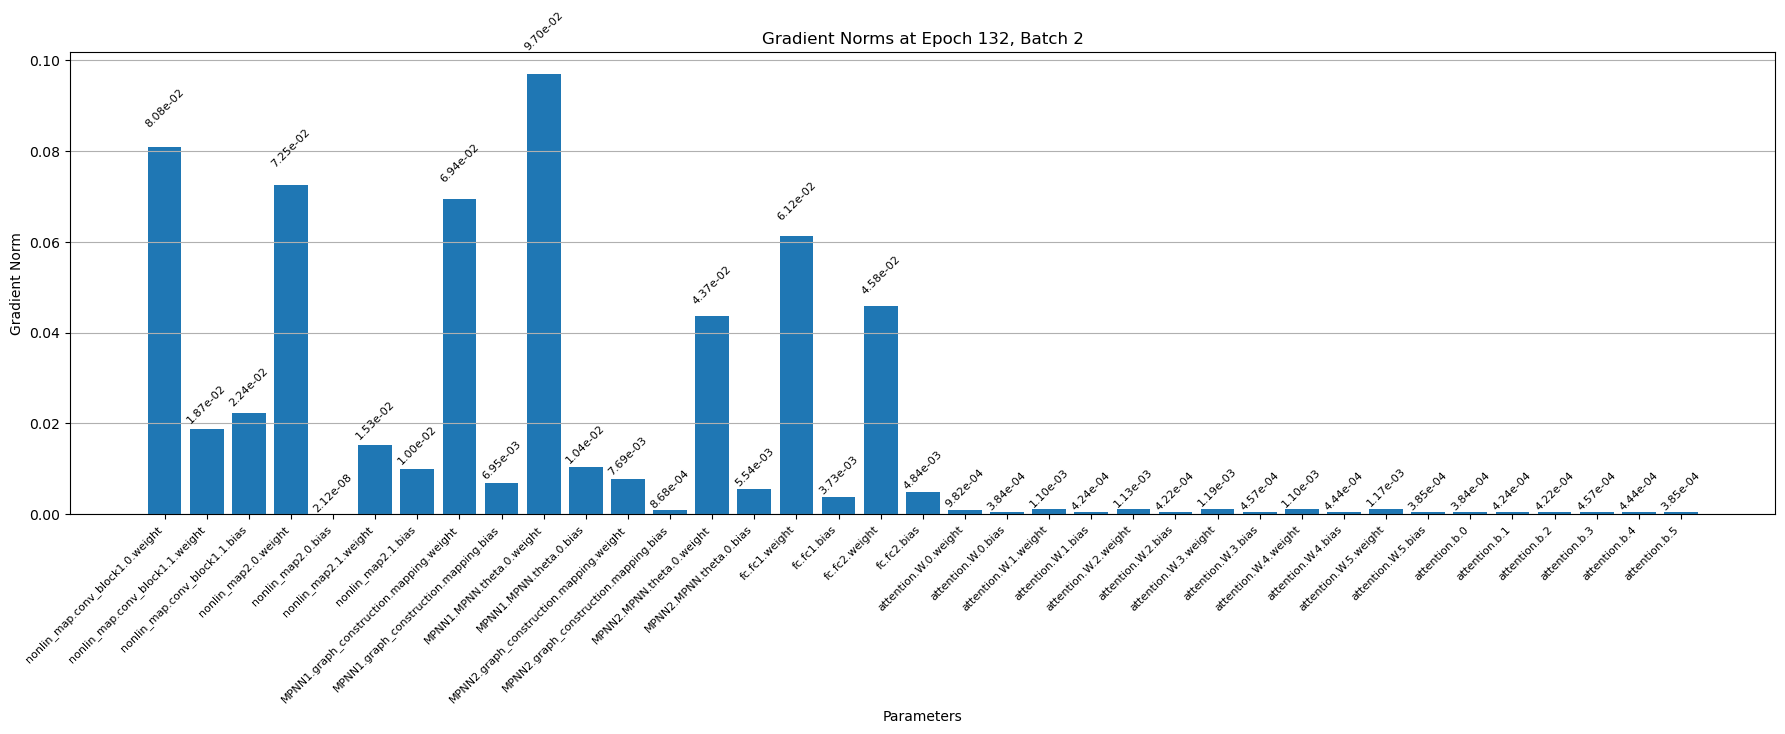 Gradient Norms at Epoch 132, Batch 2
Gradient Norm
0.10
0.08
0.06
0.04
0.02
0.00
8.08e-02
1.87e-02
2.24e-02
7.25e-02
2.12e-08
1.53e-02
1.00e-02
6.94e-02
6.95e-03
9.70e-02
1.04e-02
7.69e-03
8.68e-04
4.37e-02
5.54e-03
6.12e-02
3.73e-03
4.58e-02
4.84e-03
9.82e-04
3.84e-04
1.10e-03
4.24e-04
1.13e-03
4.22e-04
1.19e-03
4.57e-04
1.10e-03
4.44e-04
1.17e-03
3.85e-04
3.84e-04
4.24e-04
4.22e-04
4.57e-04
4.44e-04
3.85e-04
nonlin_map.conv_block1.0.weight
nonlin_map.conv_block1.1.weight
nonlin_map.conv_block1.1.bias
nonlin_map2.0.weight
nonlin_map2.0.bias
nonlin_map2.1.weight
nonlin_map2.1.bias
MPNN1.graph_construction.mapping.weight
MPNN1.graph_construction.mapping.bias
MPNN1.MPNN.theta.0.weight
MPNN1.MPNN.theta.0.bias
MPNN2.graph_construction.mapping.weight
MPNN2.graph_construction.mapping.bias
MPNN2.MPNN.theta.0.weight
MPNN2.MPNN.theta.0.bias
fc.fc1.weight
fc.fc1.bias
fc.fc2.weight
fc.fc2.bias
attention.W.0.weight
attention.W.0.bias
attention.W.1.weight
attention.W.1.bias
attention.W.2.weight
attention.W.2.bias
attention.W.3.weight
attention.W.3.bias
attention.W.4.weight
attention.W.4.bias
attention.W.5.weight
attention.W.5.bias
attention.b.0
attention.b.1
attention.b.2
attention.b.3
attention.b.4
attention.b.5
Parameters